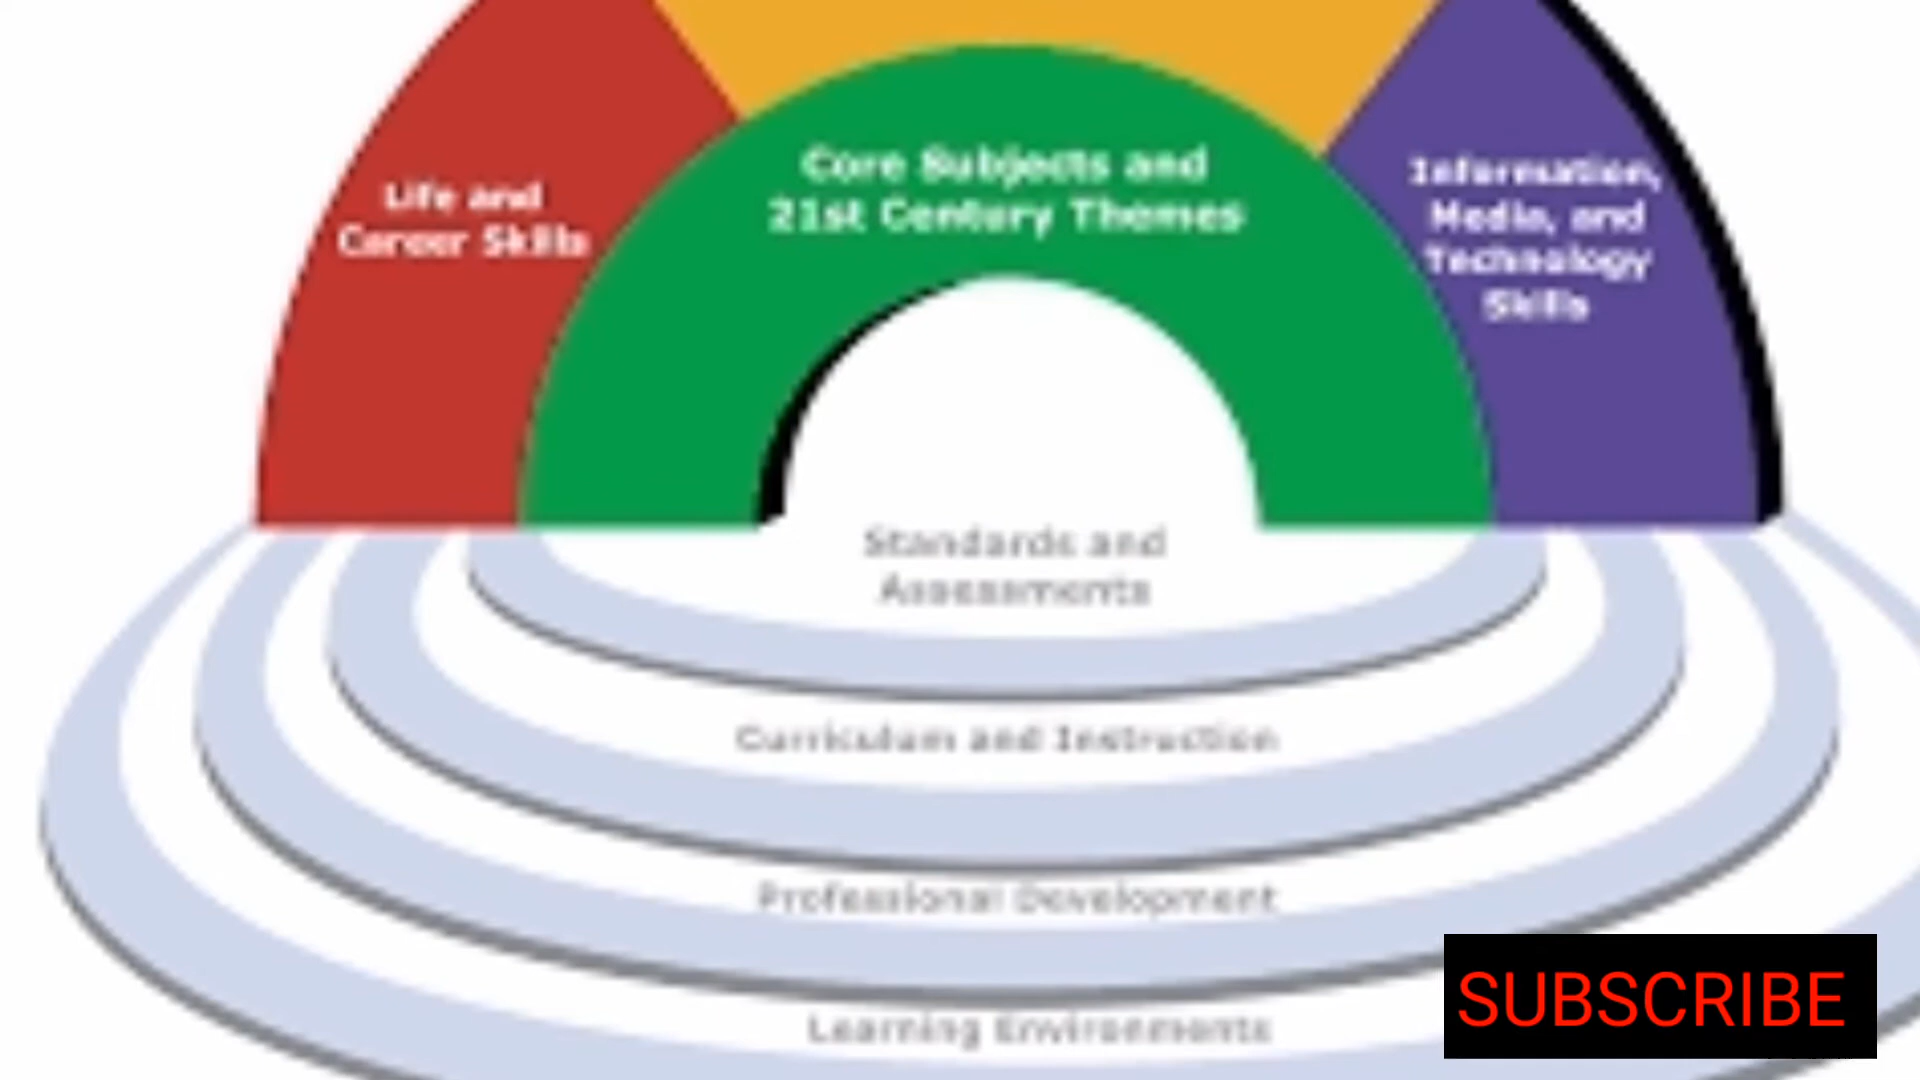 Life and
Career Skills
Core Subjects and
21st Century Themes
Information,
Media, and
Technology
Skills
Standards and
Assessments
Curriculum and Instruction
Professional Development
Learning Environments
SUBSCRIBE